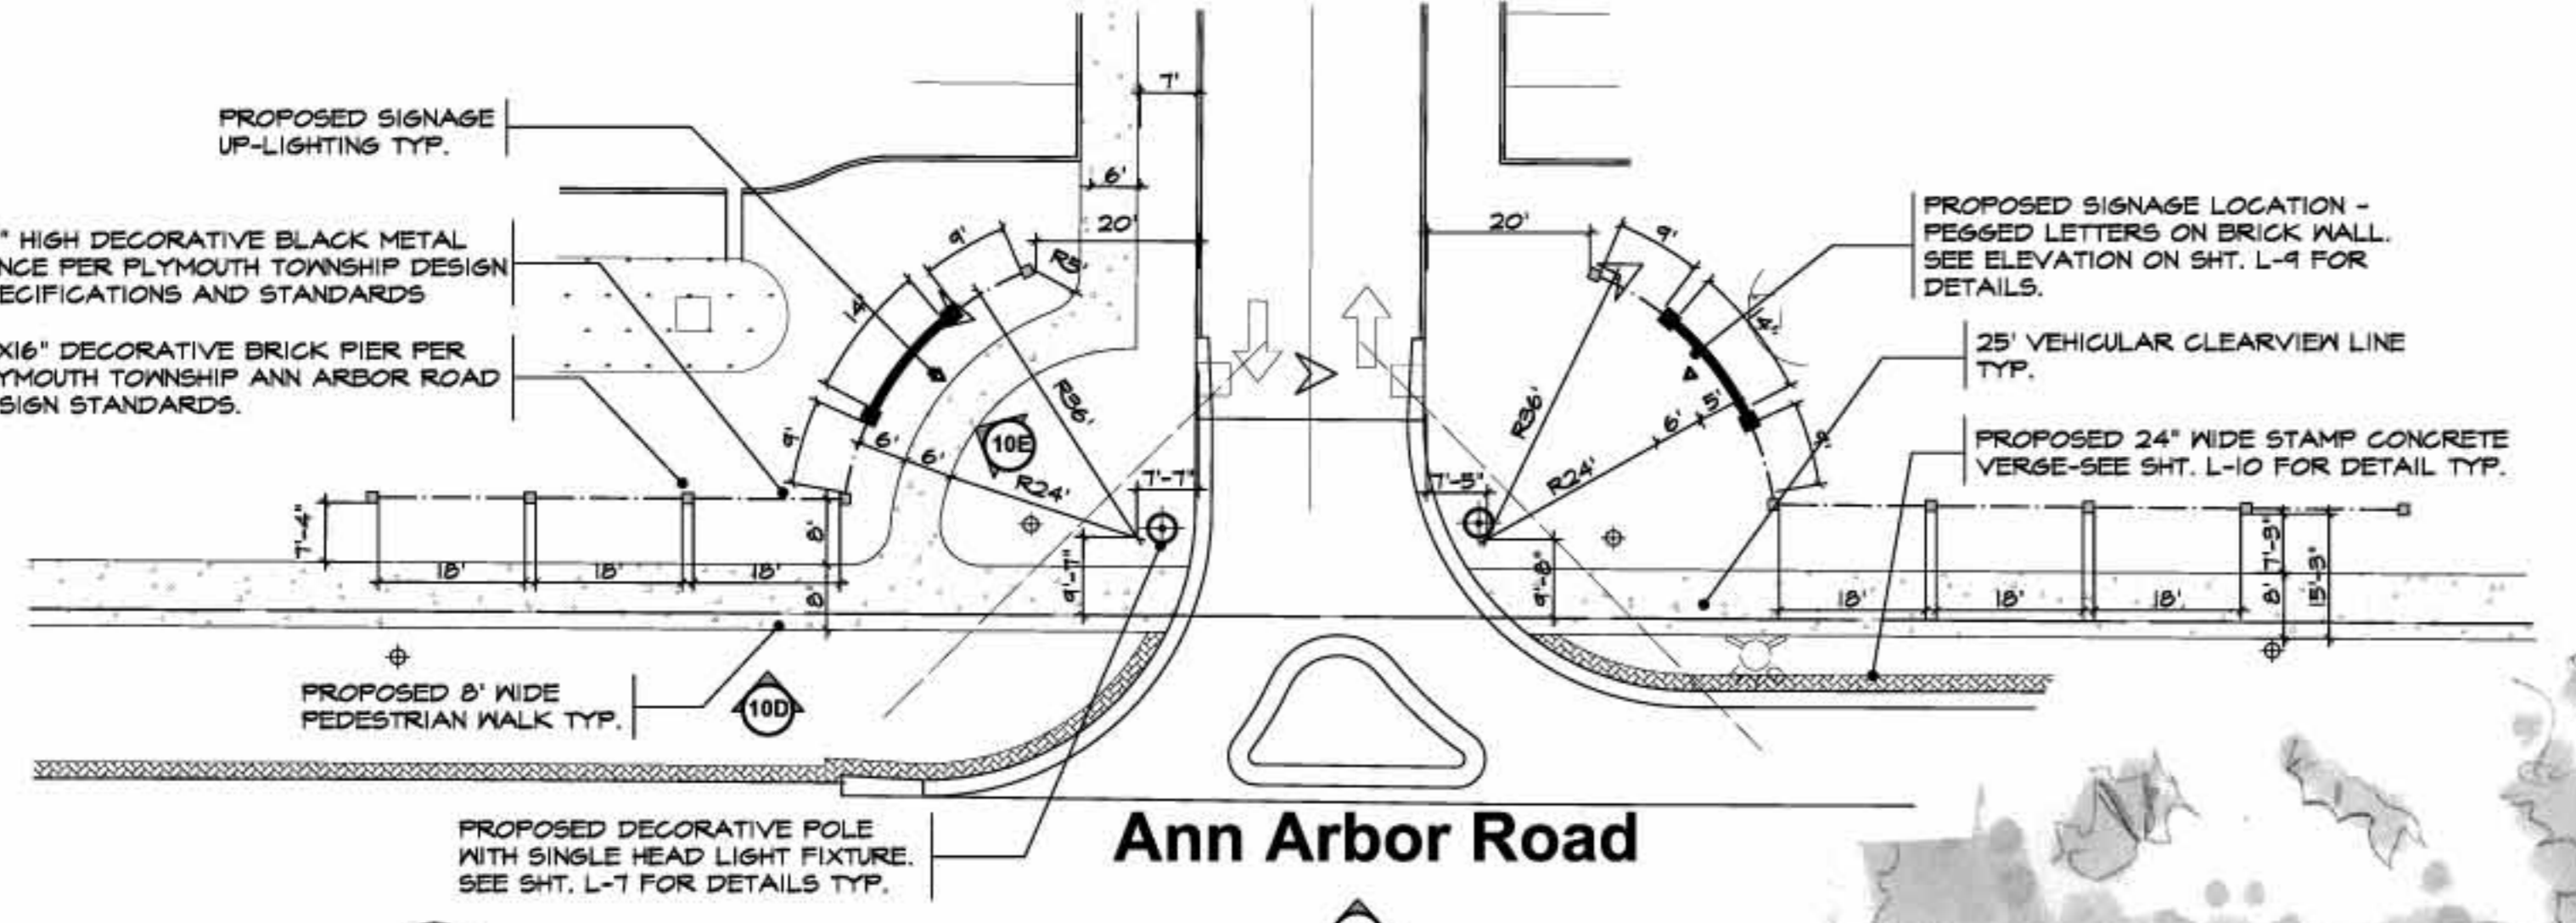 PROPOSED SIGNAGE
UP-LIGHTING TYP.
" HIGH DECORATIVE BLACK METAL
NCE PER PLYMOUTH TOWNSHIP DESIGN
ECIFICATIONS AND STANDARDS
X16" DECORATIVE BRICK PIER PER
YMOUTH TOWNSHIP ANN ARBOR ROAD
SIGN STANDARDS.
7'
6'
20'
9'
R5'
14'
9'
R36'
6'
6'
10E
R24'
7'-7"
9'-7"
7'-4"
18'
18'
18'
8'
8'
PROPOSED 8' WIDE
PEDESTRIAN WALK TYP.
10D
PROPOSED DECORATIVE POLE
WITH SINGLE HEAD LIGHT FIXTURE.
SEE SHT. L-7 FOR DETAILS TYP.
20'
9'
14'
R36'
6'
5'
9'
R24'
7'-5"
9'-8"
PROPOSED SIGNAGE LOCATION -
PEGGED LETTERS ON BRICK WALL.
SEE ELEVATION ON SHT. L-9 FOR
DETAILS.
25' VEHICULAR CLEARVIEW LINE
TYP.
PROPOSED 24" WIDE STAMP CONCRETE
VERGE-SEE SHT. L-10 FOR DETAIL TYP.
18'
18'
18'
7'-3"
8'
15'-3"
Ann Arbor Road